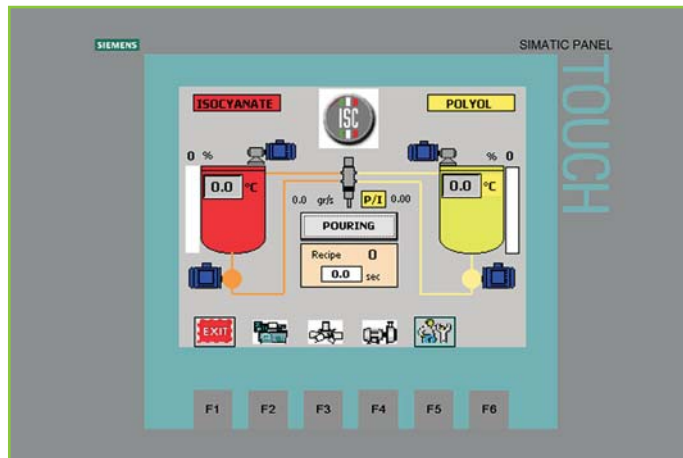 SIEMENS
SIMATIC PANEL
TOUCH
ISOCYANATE
ISC
POLYOL
0 %
% 0
0.0 °C
0.0 °C
0.0 gr/s P/I 0.00
POURING
Recipe 0
0.0 sec
EXIT
F1 F2 F3 F4 F5 F6